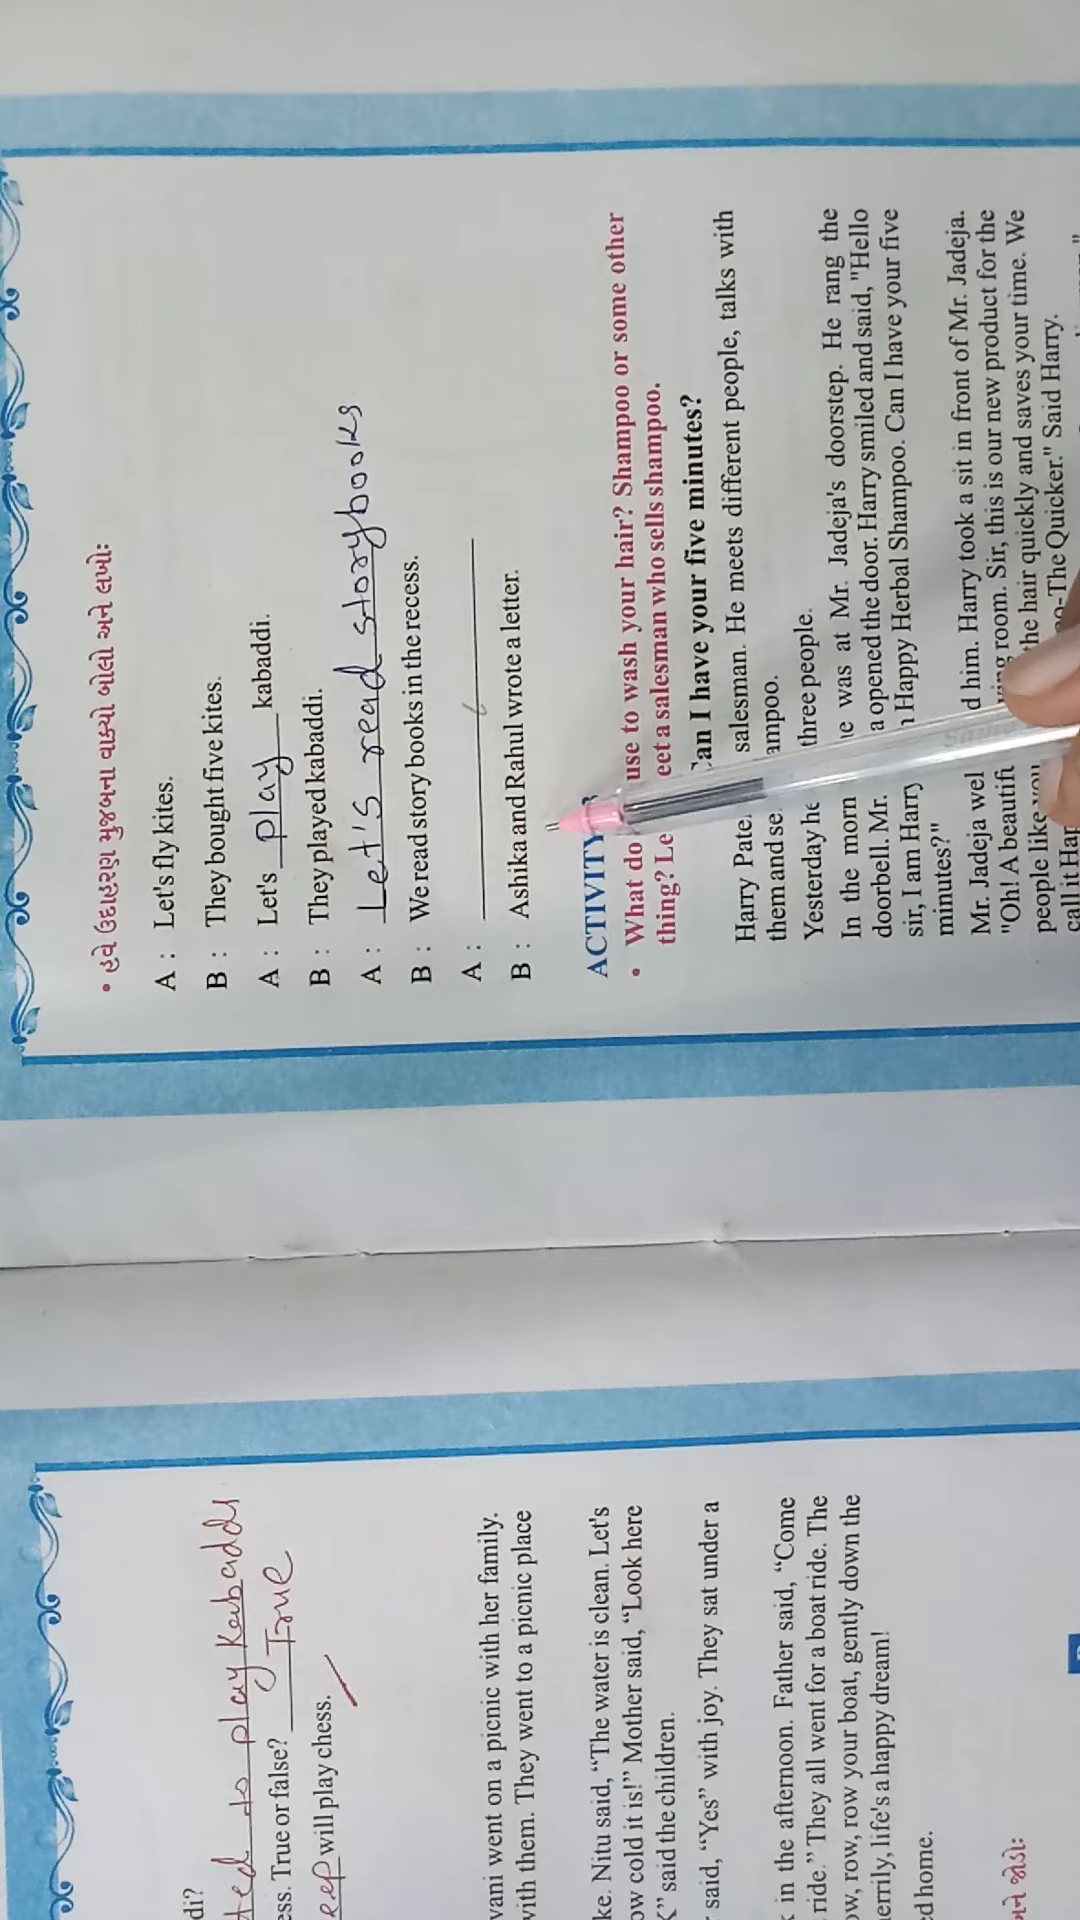 • હવે ઉદાહરણ મુજબના વાક્યો બોલો અને લખોઃ
A : Let's fly kites.
B : They bought five kites.
A : Let's play kabaddi.
B : They played kabaddi.
A : Let's read storybooks
B : We read story books in the recess.
A :
B : Ashika and Rahul wrote a letter.
ACTIVITY
• What do use to wash your hair? Shampoo or some other
thing? Le eet a salesman who sells shampoo.
an I have your five minutes?
Harry Pate salesman. He meets different people, talks with
them and se ampoo.
Yesterday he three people.
In the morn he was at Mr. Jadeja's doorstep. He rang the
doorbell. Mr. a opened the door. Harry smiled and said, "Hello
sir, I am Harry Happy Herbal Shampoo. Can I have your five
minutes?"
Mr. Jadeja wel d him. Harry took a sit in front of Mr. Jadeja.
"Oh! A beautif room. Sir, this is our new product for the
people like you he hair quickly and saves your time. We
call it Hap The Quicker." Said Harry.
di?
ted to play kabaddi
ess. True or false? True
eep will play chess.
vani went on a picnic with her family.
with them. They went to a picnic place
ke. Nitu said, "The water is clean. Let's
ow cold it is!" Mother said, "Look here
" said the children.
said, "Yes" with joy. They sat under a
in the afternoon. Father said, "Come
ride." They all went for a boat ride. The
ow, row, row your boat, gently down the
errily, life's a happy dream!
ed home.
અને જોડોઃ